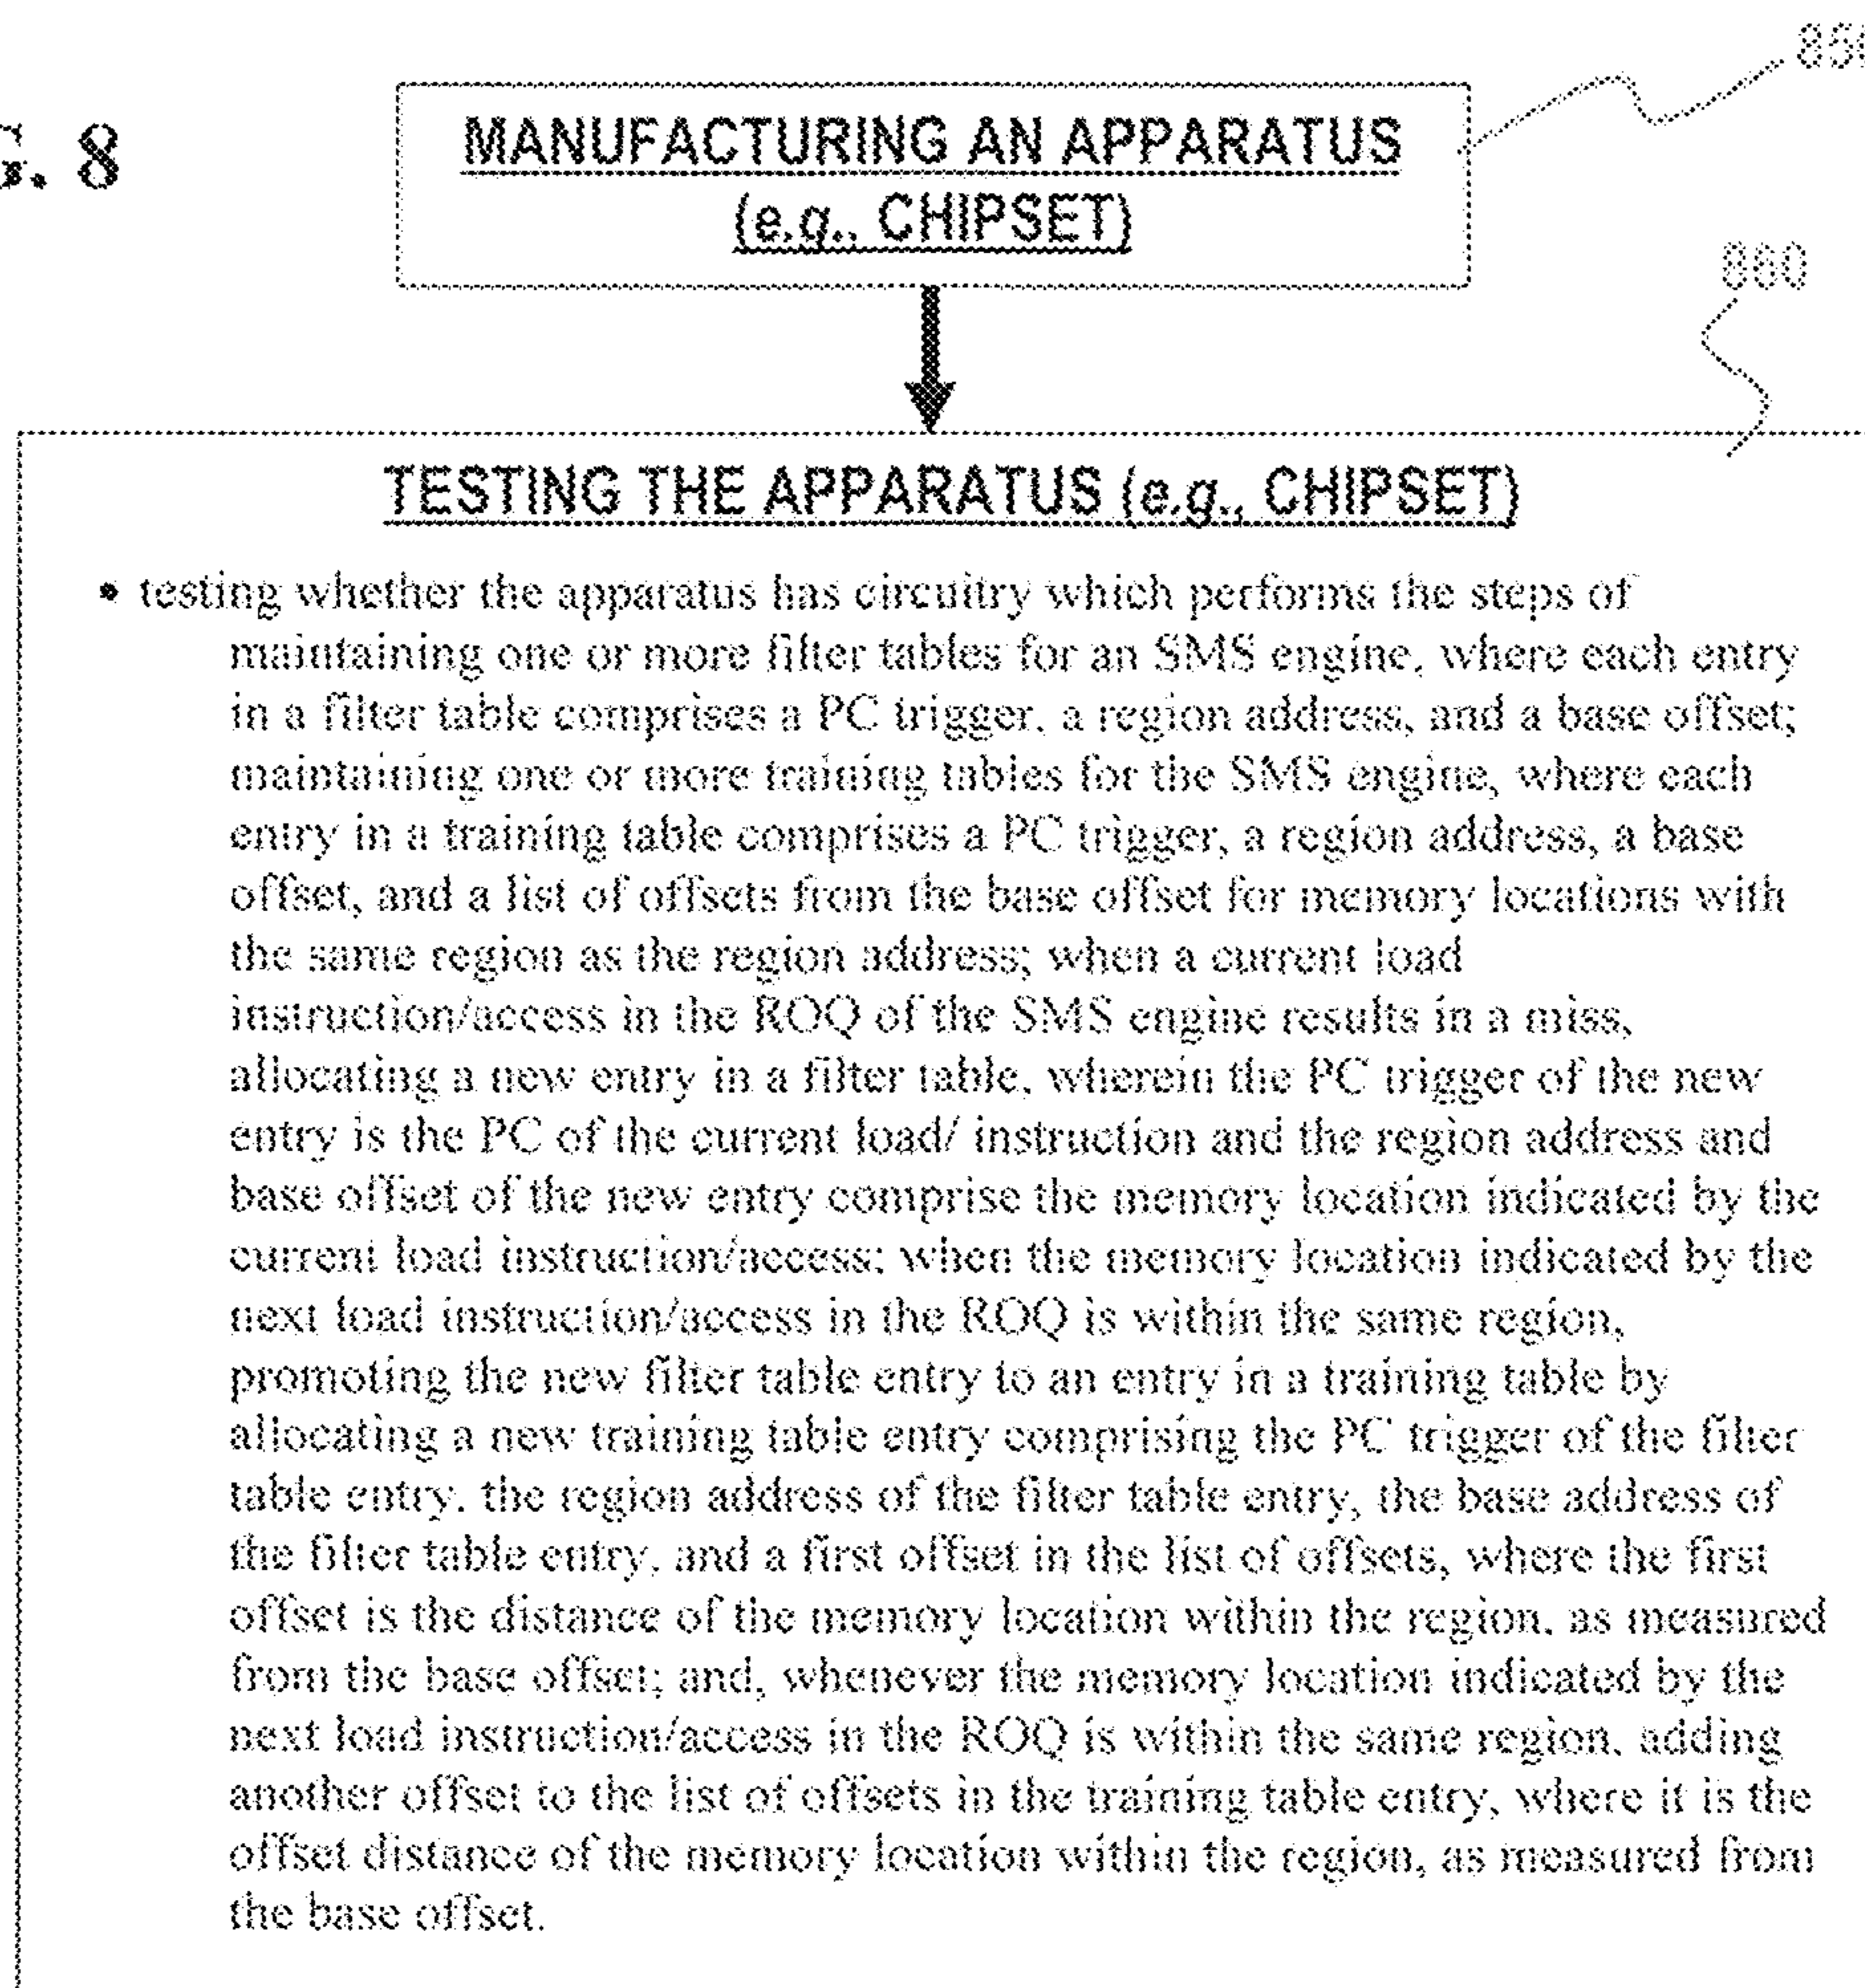 850
G. 8
MANUFACTURING AN APPARATUS
(e.g., CHIPSET)
860
TESTING THE APPARATUS (e.g., CHIPSET)
• testing whether the apparatus has circuitry which performs the steps of
maintaining one or more filter tables for an SMS engine, where each entry
in a filter table comprises a PC trigger, a region address, and a base offset;
maintaining one or more training tables for the SMS engine, where each
entry in a training table comprises a PC trigger, a region address, a base
offset, and a list of offsets from the base offset for memory locations with
the same region as the region address; when a current load
instruction/access in the ROQ of the SMS engine results in a miss,
allocating a new entry in a filter table, wherein the PC trigger of the new
entry is the PC of the current load/ instruction and the region address and
base offset of the new entry comprise the memory location indicated by the
current load instruction/access; when the memory location indicated by the
next load instruction/access in the ROQ is within the same region,
promoting the new filter table entry to an entry in a training table by
allocating a new training table entry comprising the PC trigger of the filter
table entry, the region address of the filter table entry, the base address of
the filter table entry, and a first offset in the list of offsets, where the first
offset is the distance of the memory location within the region, as measured
from the base offset; and, whenever the memory location indicated by the
next load instruction/access in the ROQ is within the same region, adding
another offset to the list of offsets in the training table entry, where it is the
offset distance of the memory location within the region, as measured from
the base offset.